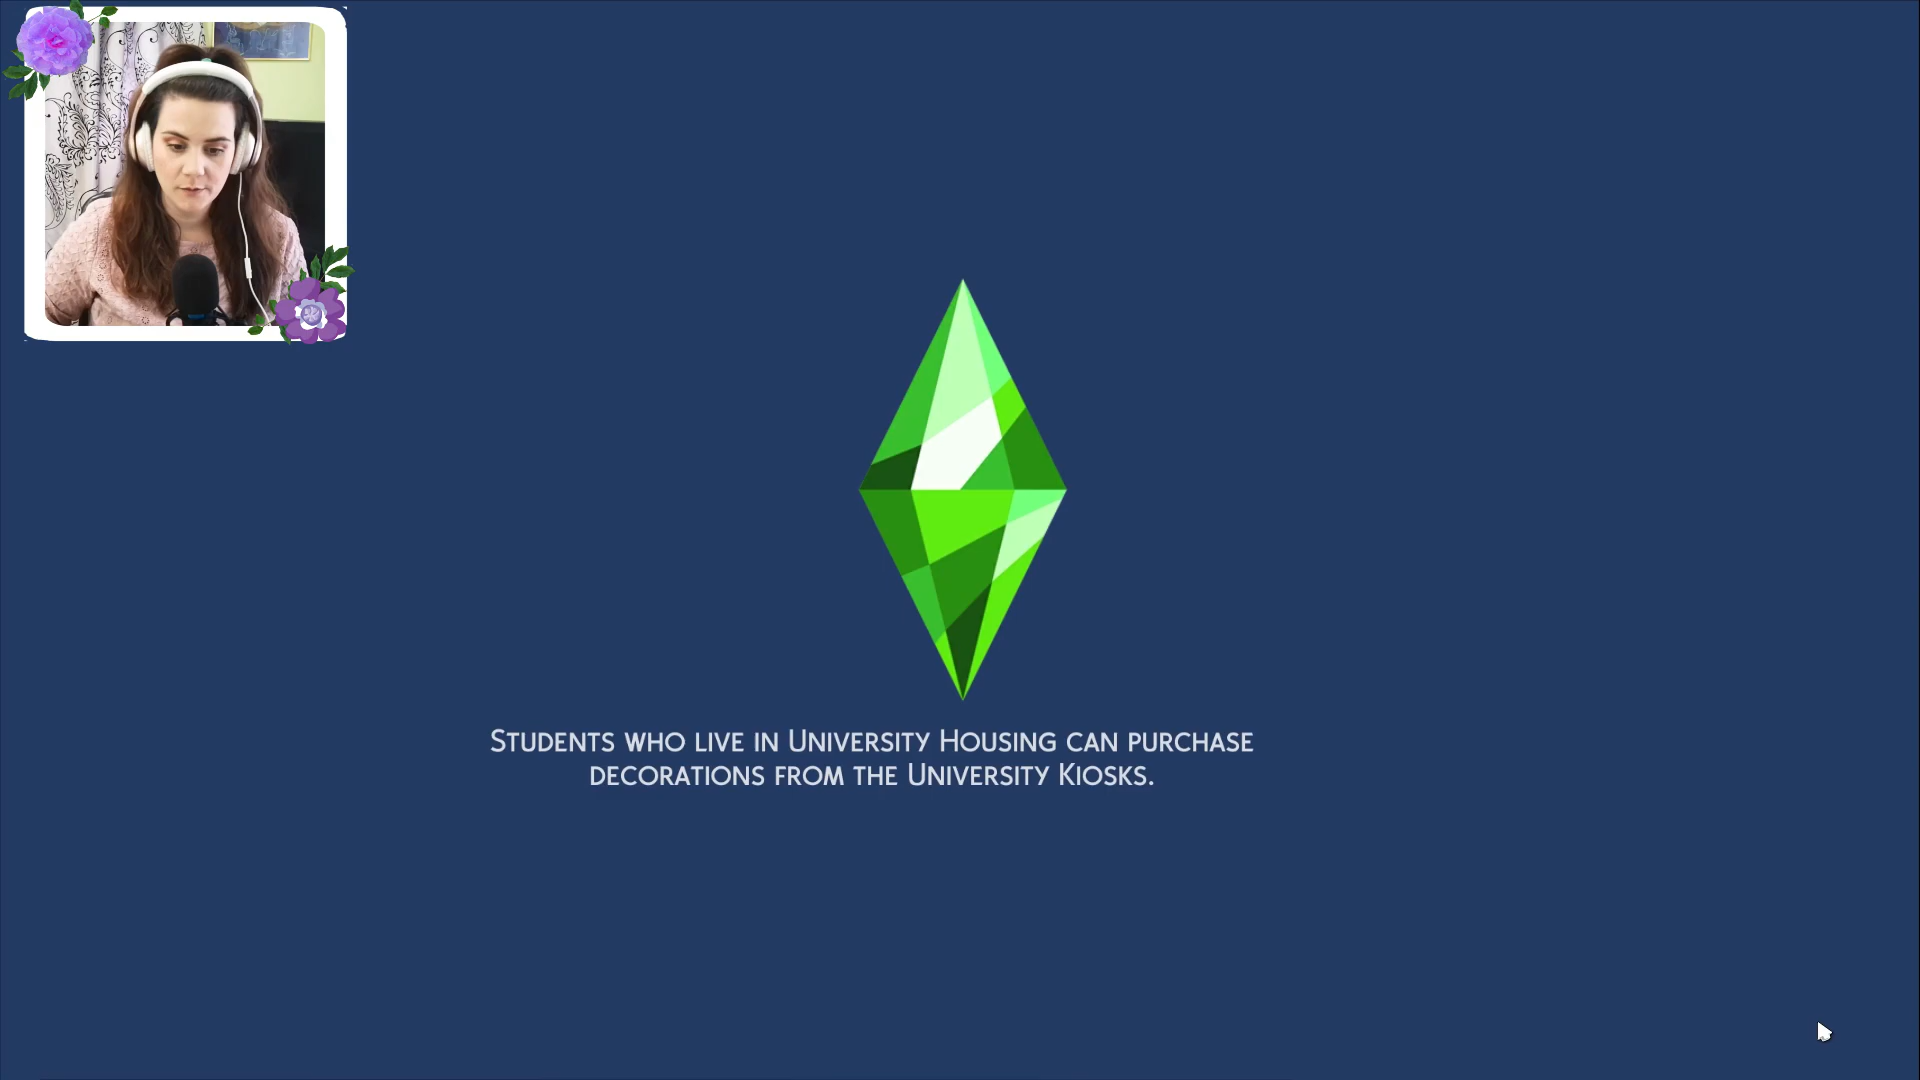 Students who live in University Housing can purchase
decorations from the University Kiosks.